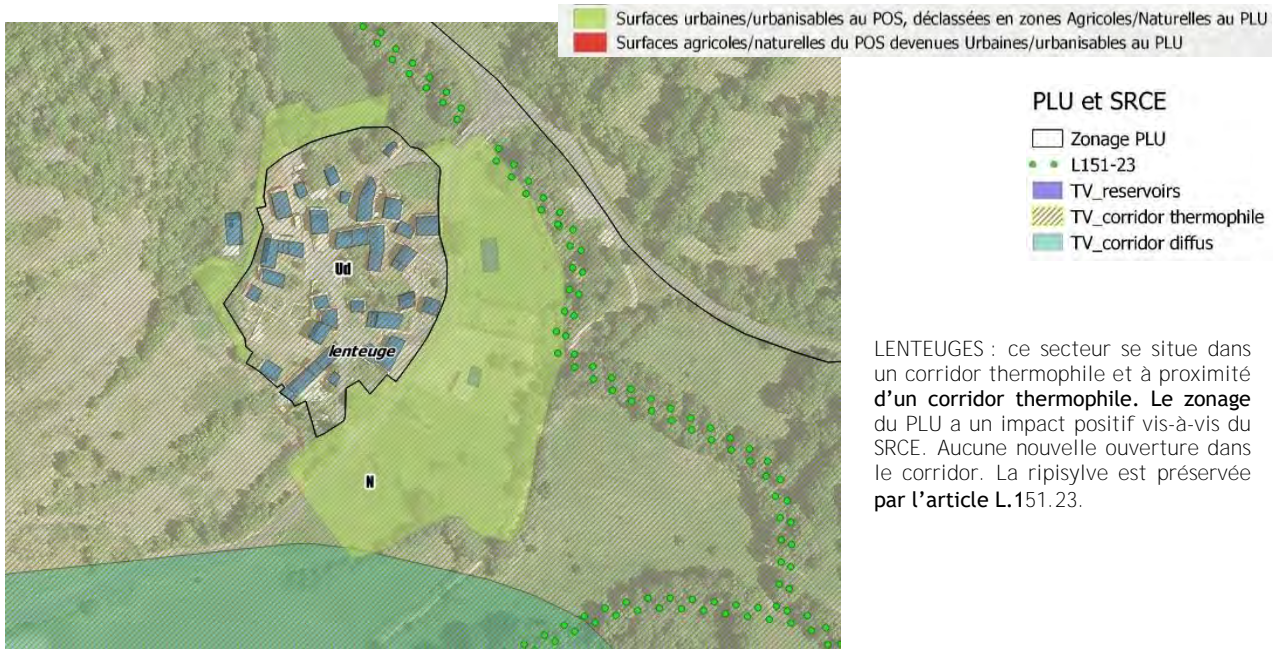 Surfaces urbaines/urbanisables au POS, déclassées en zones Agricoles/Naturelles au PLU
Surfaces agricoles/naturelles du POS devenues Urbaines/urbanisables au PLU
PLU et SRCE
Zonage PLU
L151-23
TV_reservoirs
TV_corridor thermophile
TV_corridor diffus
Ud
lenteuge
N
LENTEUGES : ce secteur se situe dans
un corridor thermophile et à proximité
d'un corridor thermophile. Le zonage
du PLU a un impact positif vis-à-vis du
SRCE. Aucune nouvelle ouverture dans
le corridor. La ripisylve est préservée
par l'article L.151.23.